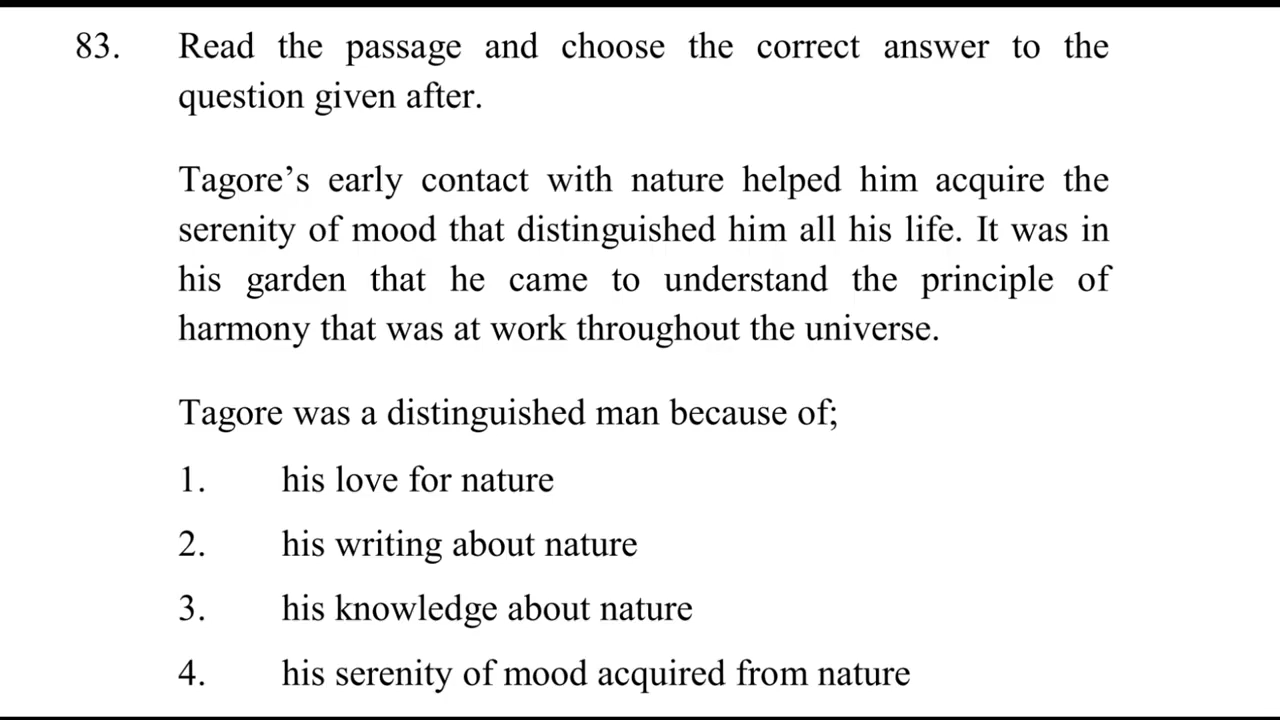 83. Read the passage and choose the correct answer to the
question given after.
Tagore’s early contact with nature helped him acquire the
serenity of mood that distinguished him all his life. It was in
his garden that he came to understand the principle of
harmony that was at work throughout the universe.
Tagore was a distinguished man because of;
1. his love for nature
2. his writing about nature
3. his knowledge about nature
4. his serenity of mood acquired from nature